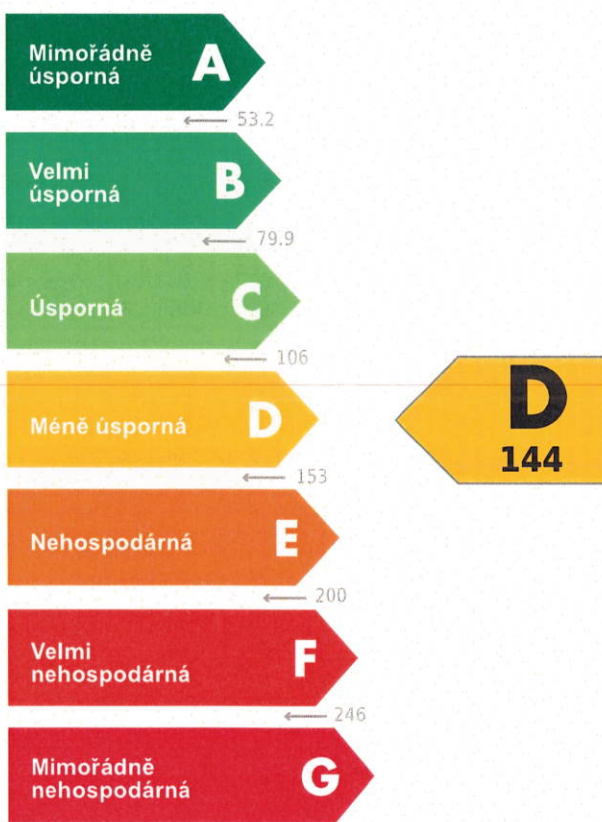 Mimořádně
úsporná
A
53.2
Velmi
úsporná
B
79.9
Úsporná
C
106
Méně úsporná
D
D
144
153
Nehospodárná
E
200
Velmi
nehospodárná
F
246
Mimořádně
nehospodárná
G